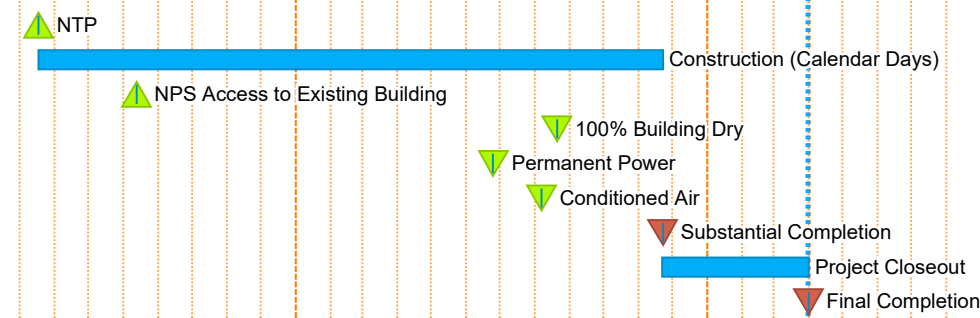 NTP
Construction (Calendar Days)
NPS Access to Existing Building
100% Building Dry
Permanent Power
Conditioned Air
Substantial Completion
Project Closeout
Final Completion